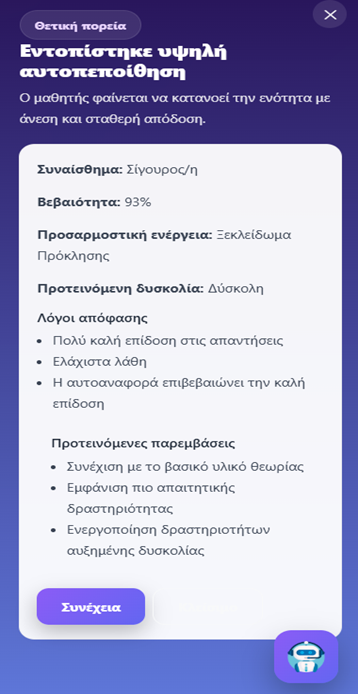 Θετική πορεία
Εντοπίστηκε υψηλή
αυτοπεποίθηση
Ο μαθητής φαίνεται να κατανοεί την ενότητα με
άνεση και σταθερή απόδοση.
Συναίσθημα: Σίγουρος/η
Βεβαιότητα: 93%
Προσαρμοστική ενέργεια: Ξεκλείδωμα
Πρόκλησης
Προτεινόμενη δυσκολία: Δύσκολη
Λόγοι απόφασης
• Πολύ καλή επίδοση στις απαντήσεις
• Ελάχιστα λάθη
• Η αυτοαναφορά επιβεβαιώνει την καλή
επίδοση
Προτεινόμενες παρεμβάσεις
• Συνέχιση με το βασικό υλικό θεωρίας
• Εμφάνιση πιο απαιτητικής
δραστηριότητας
• Ενεργοποίηση δραστηριοτήτων
αυξημένης δυσκολίας
Συνέχεια